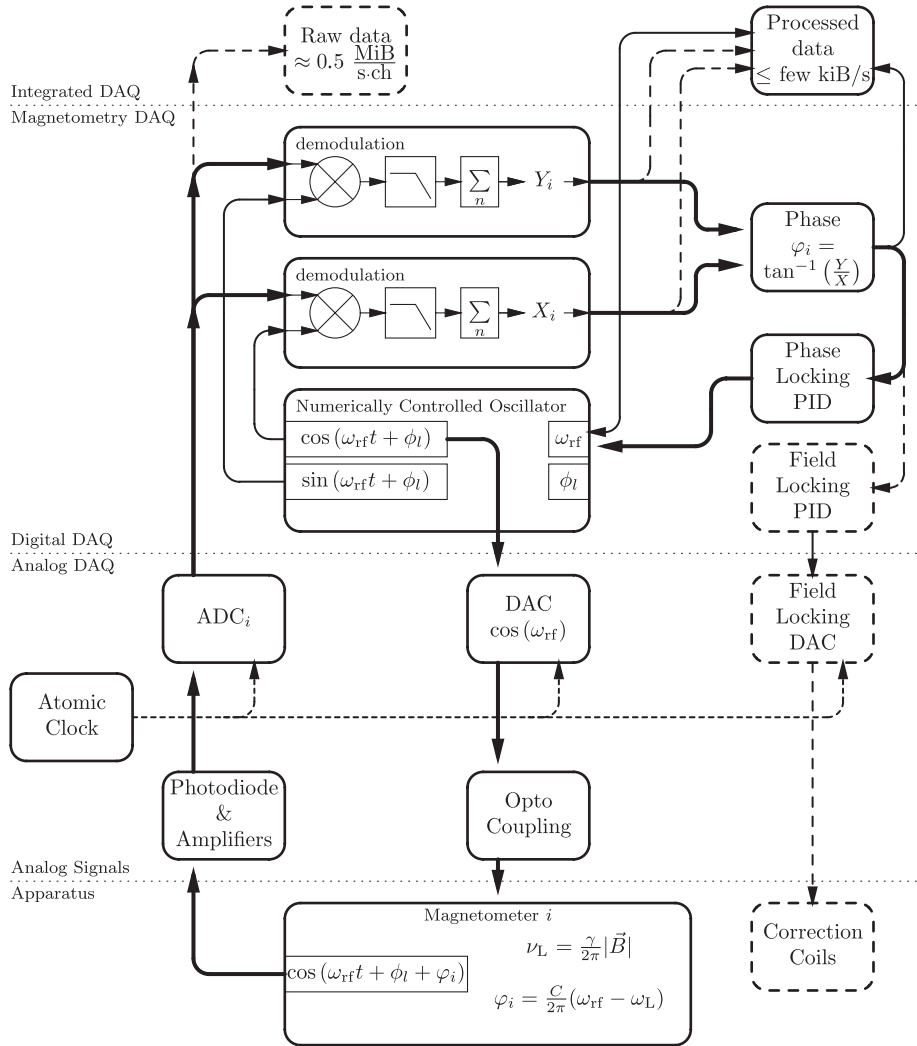 Raw data
≈ 0.5 MiB/s·ch
Processed
data
≤ few kiB/s
Integrated DAQ
Magnetometry DAQ
demodulation
∑
n
Y_i
Phase
φ_i =
tan⁻¹ (Y/X)
demodulation
∑
n
X_i
Phase
Locking
PID
Numerically Controlled Oscillator
cos (ω_rf t + ϕ_l)
ω_rf
sin (ω_rf t + ϕ_l)
ϕ_l
Field
Locking
PID
Digital DAQ
Analog DAQ
ADC_i
DAC
cos (ω_rf)
Field
Locking
DAC
Atomic
Clock
Photodiode
&
Amplifiers
Opto
Coupling
Analog Signals
Apparatus
Magnetometer i
ν_L = γ/2π |B⃗|
cos (ω_rf t + ϕ_l + φ_i)
φ_i = C/2π (ω_rf − ω_L)
Correction
Coils